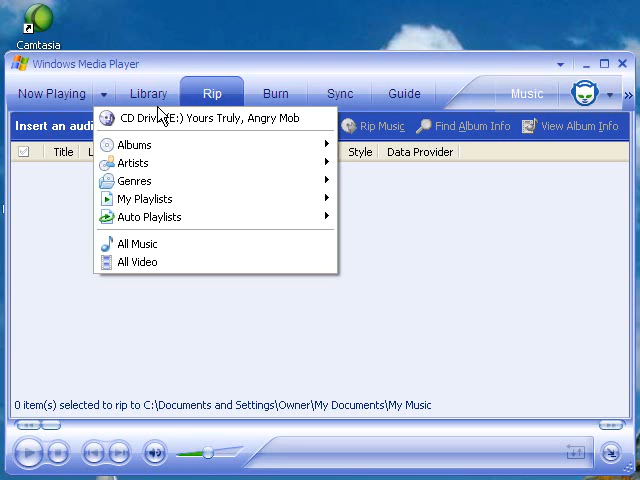 Camtasia
Windows Media Player
Now Playing Library Rip Burn Sync Guide Music »
Insert an audi Rip Music Find Album Info View Album Info
CD Driv (E:) Yours Truly, Angry Mob
Title L Style Data Provider
Albums
Artists
Genres
My Playlists
Auto Playlists
All Music
All Video
0 item(s) selected to rip to C:\Documents and Settings\Owner\My Documents\My Music